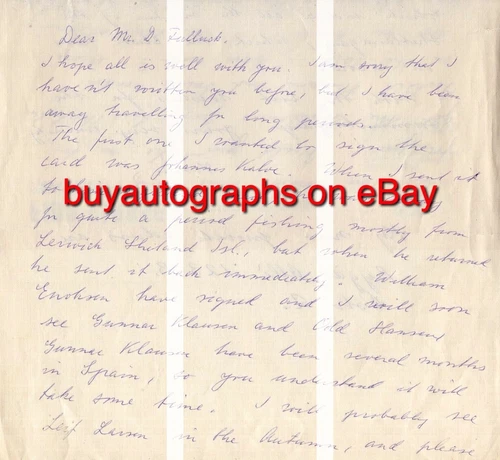 Dear Mr. D. Fullusk.
I hope all is well with you. I am sorry that I
haven't written you before, but I have been
away travelling for long periods.
The first one I wanted to sign the
card was Johannes Kalve. When I sent it
to
buyautographs on eBay
for quite a period fishing mostly from
Lerwich Shetland Isl., but when he returned
he sent it back immediately. William
Enoksen have signed and I will soon
see Gunnar Klausen and Odd Hansen,
Gunnar Klausen have been several months
in Spain, so you understand it will
take some time. I will probably see
Leif Larsen in the Autumn, and please